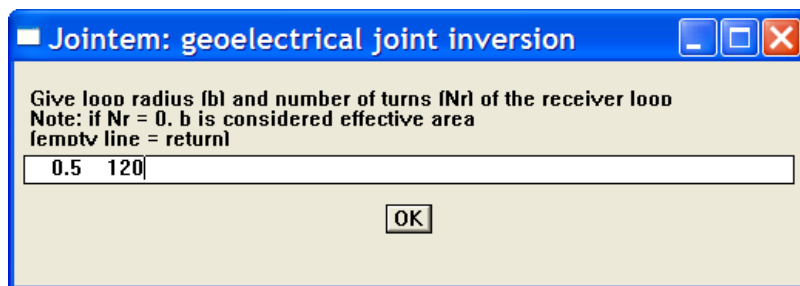 Jointem: geoelectrical joint inversion
Give loop radius (b) and number of turns (Nr) of the receiver loop
Note: if Nr = 0, b is considered effective area
(empty line = return)
0.5 120
OK